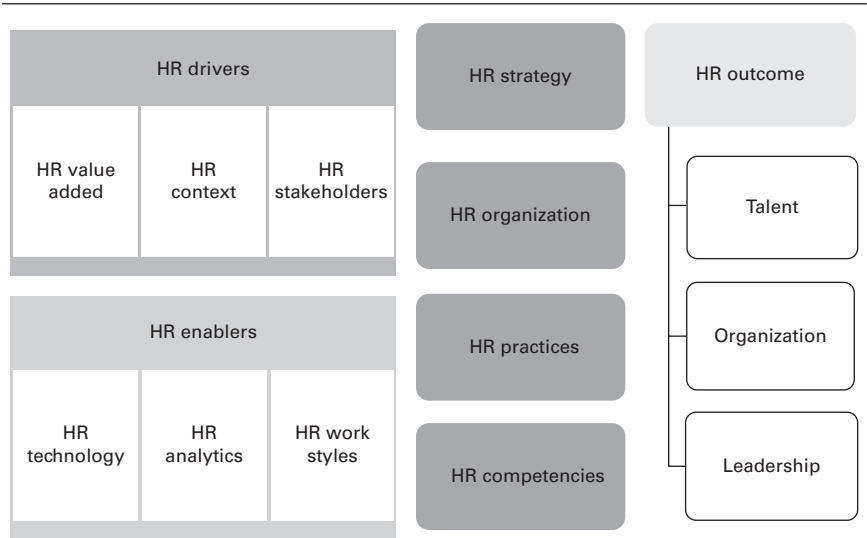 HR drivers
HR value
added
HR
context
HR
stakeholders
HR enablers
HR
technology
HR
analytics
HR work
styles
HR strategy
HR organization
HR practices
HR competencies
HR outcome
Talent
Organization
Leadership